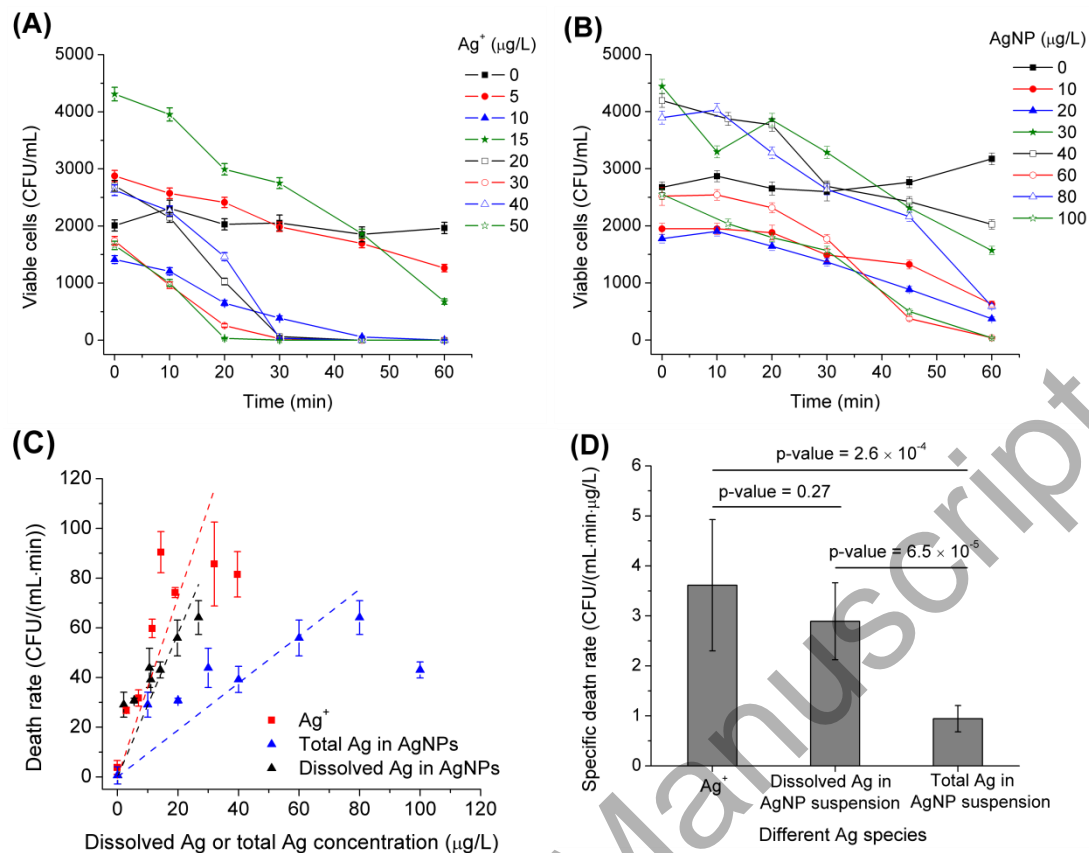 (A)
Ag⁺ (μg/L)
0
5
10
15
20
30
40
50
5000
4000
3000
2000
1000
0
Viable cells (CFU/mL)
0 10 20 30 40 50 60
Time (min)
(B)
AgNP (μg/L)
0
10
20
30
40
60
80
100
5000
4000
3000
2000
1000
0
Viable cells (CFU/mL)
0 10 20 30 40 50 60
Time (min)
(C)
120
100
80
60
40
20
0
Death rate (CFU/(mL·min))
Ag⁺
Total Ag in AgNPs
Dissolved Ag in AgNPs
0 20 40 60 80 100 120
Dissolved Ag or total Ag concentration (μg/L)
(D)
6
5
4
3
2
1
0
Specific death rate (CFU/(mL·min·μg/L)
p-value = 2.6 × 10⁻⁴
p-value = 0.27
p-value = 6.5 × 10⁻⁵
Ag⁺
Dissolved Ag in
AgNP suspension
Total Ag in
AgNP suspension
Different Ag species
Manuscript